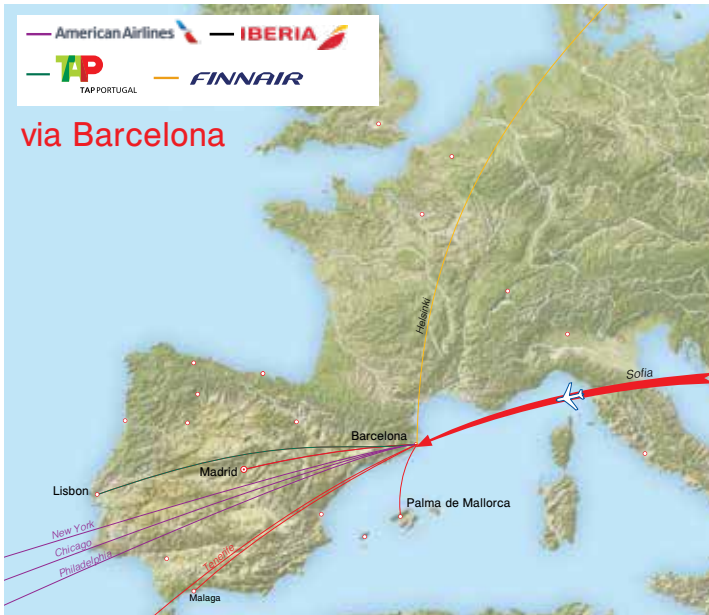 American Airlines
IBERIA
TAP
TAP PORTUGAL
FINNAIR
via Barcelona
Helsinki
Sofia
Barcelona
Madrid
Lisbon
Palma de Mallorca
New York
Chicago
Philadelphia
Tenerife
Malaga